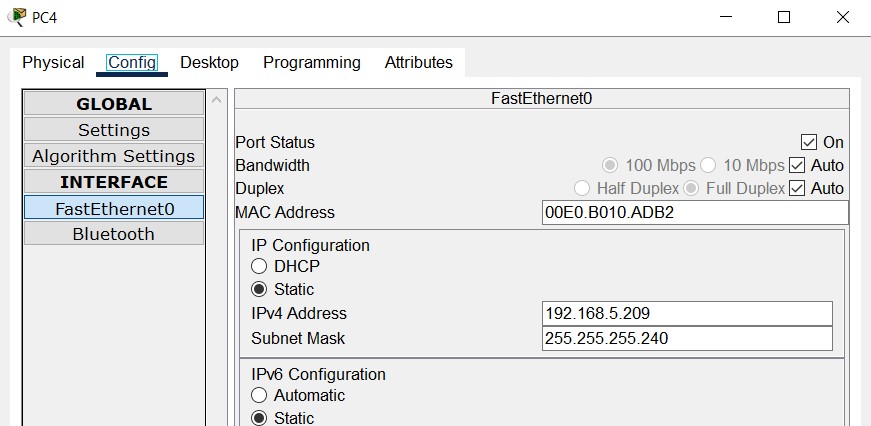 PC4
Physical Config Desktop Programming Attributes
GLOBAL
Settings
Algorithm Settings
INTERFACE
FastEthernet0
Bluetooth
FastEthernet0
Port Status On
Bandwidth 100 Mbps 10 Mbps Auto
Duplex Half Duplex Full Duplex Auto
MAC Address 00E0.B010.ADB2
IP Configuration
DHCP
Static
IPv4 Address 192.168.5.209
Subnet Mask 255.255.255.240
IPv6 Configuration
Automatic
Static